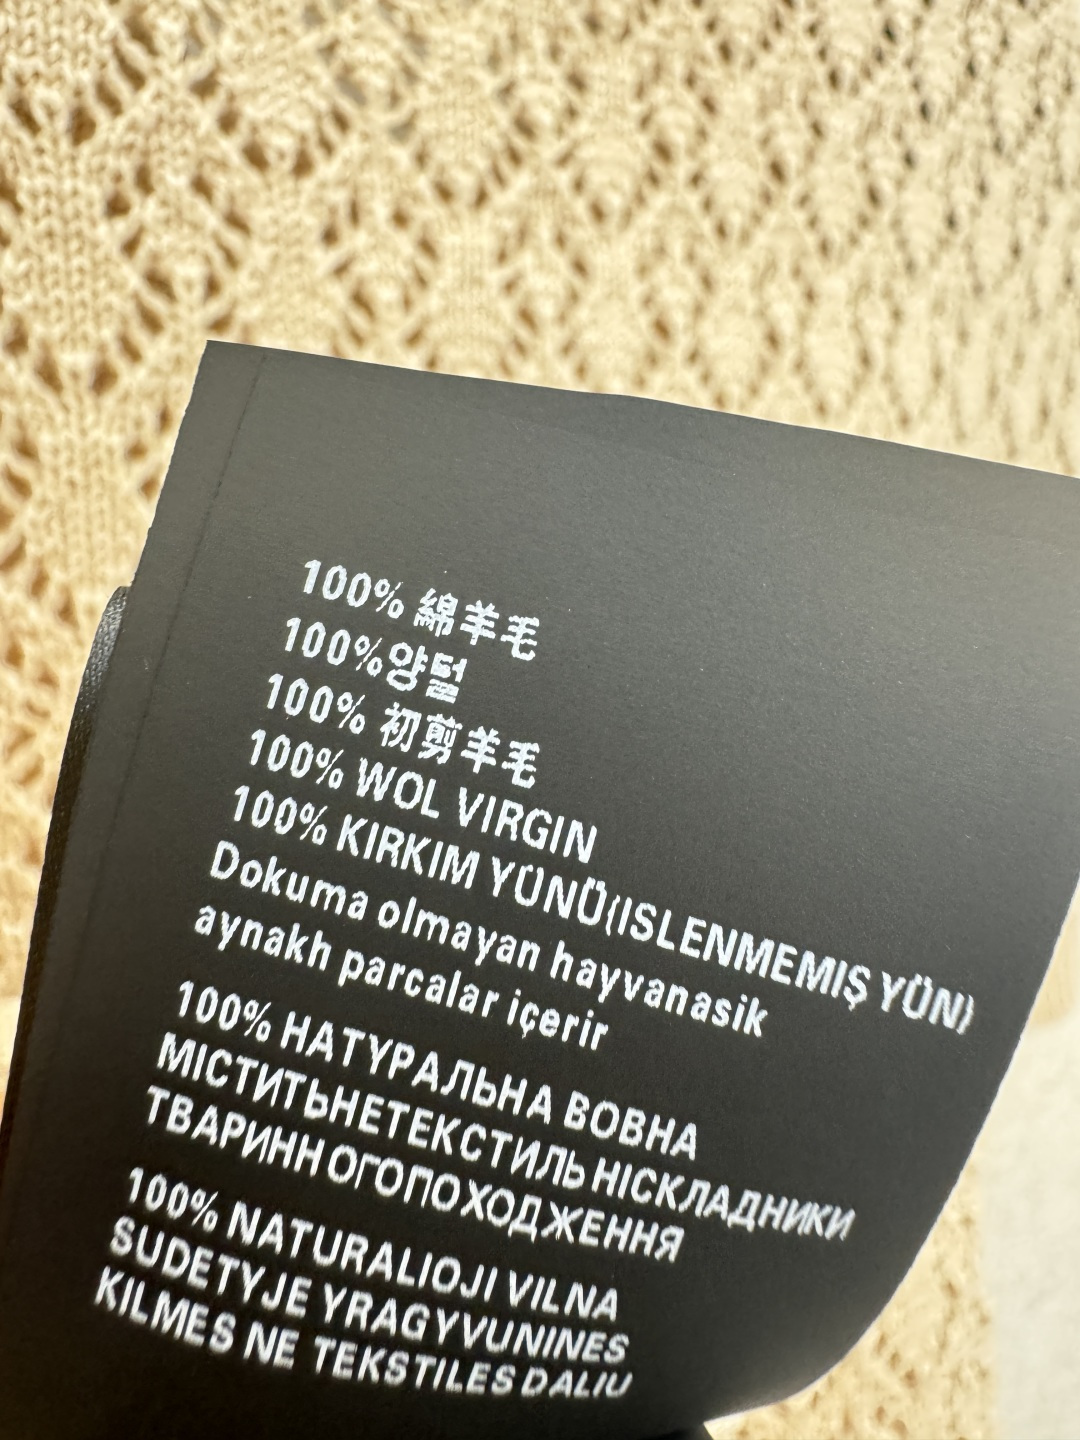 100% 綿羊毛
100%양털
100% 初剪羊毛
100% WOL VIRGIN
100% KIRKIM YÜNÜ(ISLENMEMIŞ YÜN)
Dokuma olmayan hayvanasik
aynakh parcalar içerir
100% НАТУРАЛЬНА ВОВНА
МІСТИТЬНЕТЕКСТИЛЬНІСКЛАДНИКИ
ТВАРИННОГОПОХОДЖЕННЯ
100% NATURALIOJI VILNA
SUDETYJE YRAGYVUNINES
KILMES NE TEKSTILES DALIU